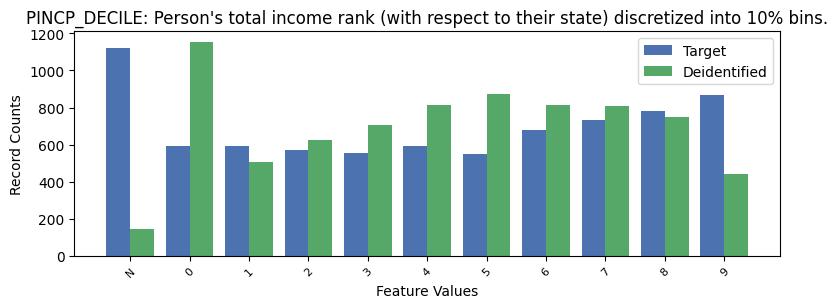 PINCP_DECILE: Person's total income rank (with respect to their state) discretized into 10% bins.
1200
1000
800
600
400
200
0
Record Counts
Target
Deidentified
N 0 1 2 3 4 5 6 7 8 9
Feature Values